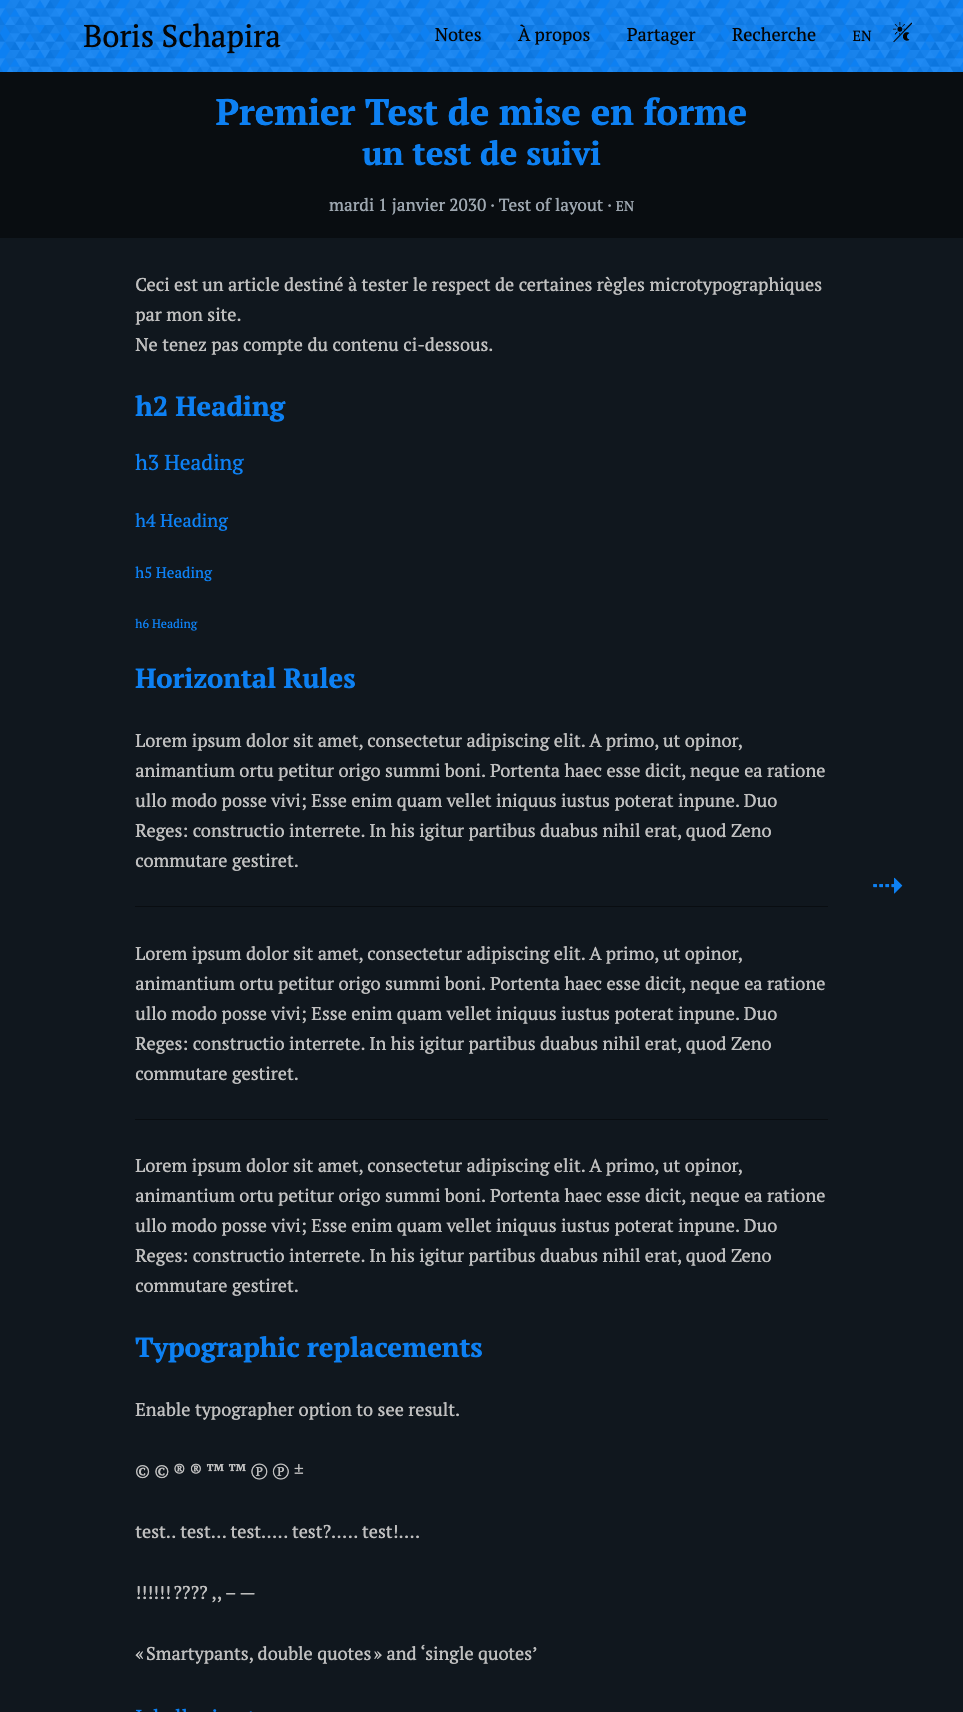 Boris Schapira
Notes À propos Partager Recherche EN
Premier Test de mise en forme
un test de suivi
mardi 1 janvier 2030 · Test of layout · EN
Ceci est un article destiné à tester le respect de certaines règles microtypographiques
par mon site.
Ne tenez pas compte du contenu ci-dessous.
h2 Heading
h3 Heading
h4 Heading
h5 Heading
h6 Heading
Horizontal Rules
Lorem ipsum dolor sit amet, consectetur adipiscing elit. A primo, ut opinor,
animantium ortu petitur origo summi boni. Portenta haec esse dicit, neque ea ratione
ullo modo posse vivi; Esse enim quam vellet iniquus iustus poterat inpune. Duo
Reges: constructio interrete. In his igitur partibus duabus nihil erat, quod Zeno
commutare gestiret.
Lorem ipsum dolor sit amet, consectetur adipiscing elit. A primo, ut opinor,
animantium ortu petitur origo summi boni. Portenta haec esse dicit, neque ea ratione
ullo modo posse vivi; Esse enim quam vellet iniquus iustus poterat inpune. Duo
Reges: constructio interrete. In his igitur partibus duabus nihil erat, quod Zeno
commutare gestiret.
Lorem ipsum dolor sit amet, consectetur adipiscing elit. A primo, ut opinor,
animantium ortu petitur origo summi boni. Portenta haec esse dicit, neque ea ratione
ullo modo posse vivi; Esse enim quam vellet iniquus iustus poterat inpune. Duo
Reges: constructio interrete. In his igitur partibus duabus nihil erat, quod Zeno
commutare gestiret.
Typographic replacements
Enable typographer option to see result.
© © ® ® ™ ™ ℗ ℗ ±
test.. test... test..... test?..... test!....
!!!!!! ???? ,, – —
« Smartypants, double quotes » and ‘single quotes’